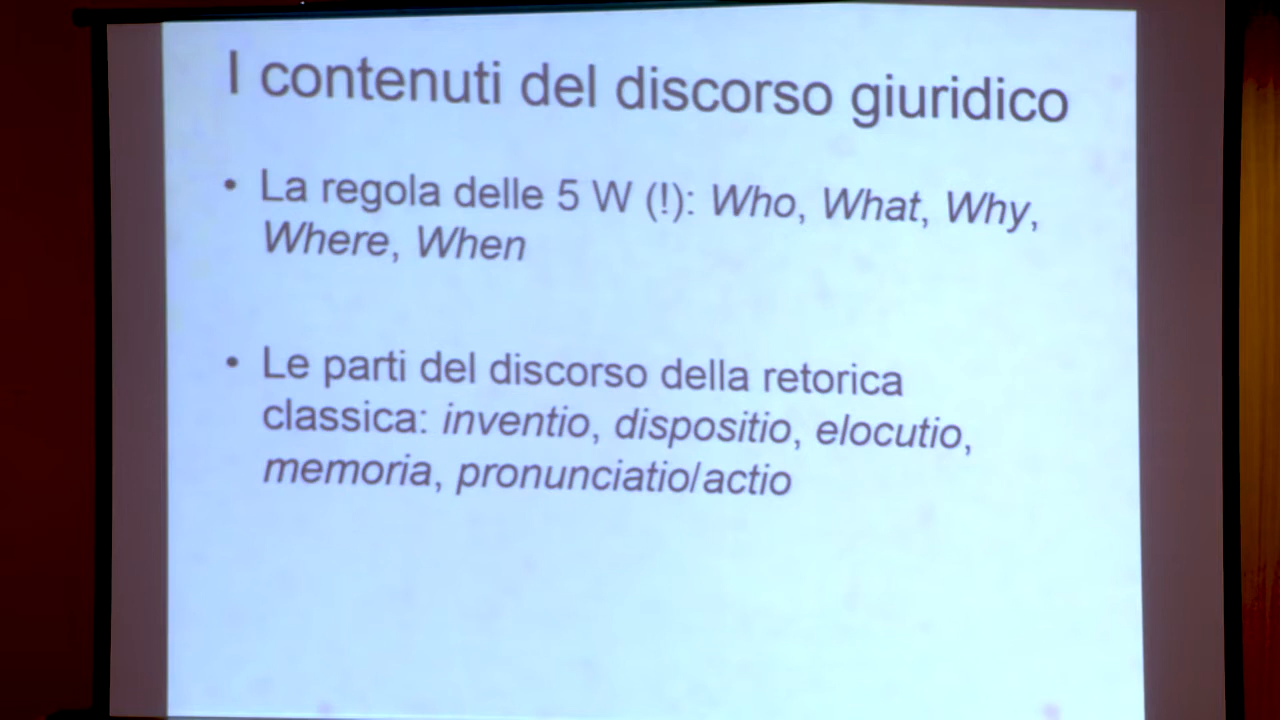 I contenuti del discorso giuridico
• La regola delle 5 W (!): Who, What, Why,
Where, When
• Le parti del discorso della retorica
classica: inventio, dispositio, elocutio,
memoria, pronunciatio/actio